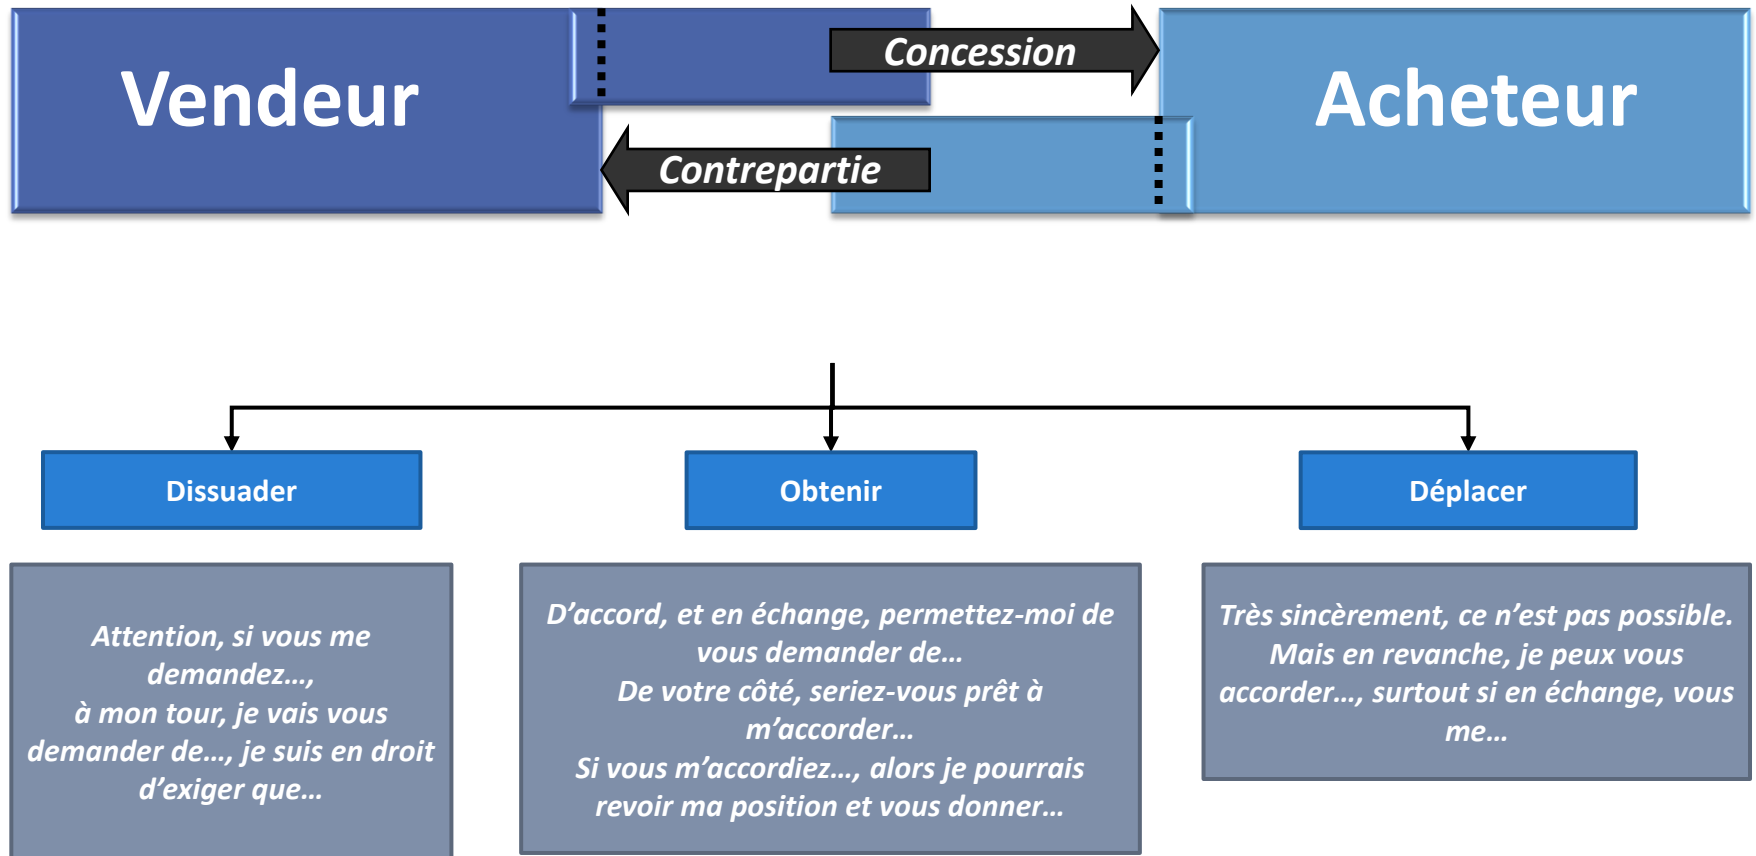 Vendeur
Concession
Acheteur
Contrepartie
Dissuader
Obtenir
Déplacer
Attention, si vous me
demandez…,
à mon tour, je vais vous
demander de…, je suis en droit
d’exiger que…
D’accord, et en échange, permettez-moi de
vous demander de…
De votre côté, seriez-vous prêt à
m’accorder…
Si vous m’accordiez…, alors je pourrais
revoir ma position et vous donner…
Très sincèrement, ce n’est pas possible.
Mais en revanche, je peux vous
accorder…, surtout si en échange, vous
me…